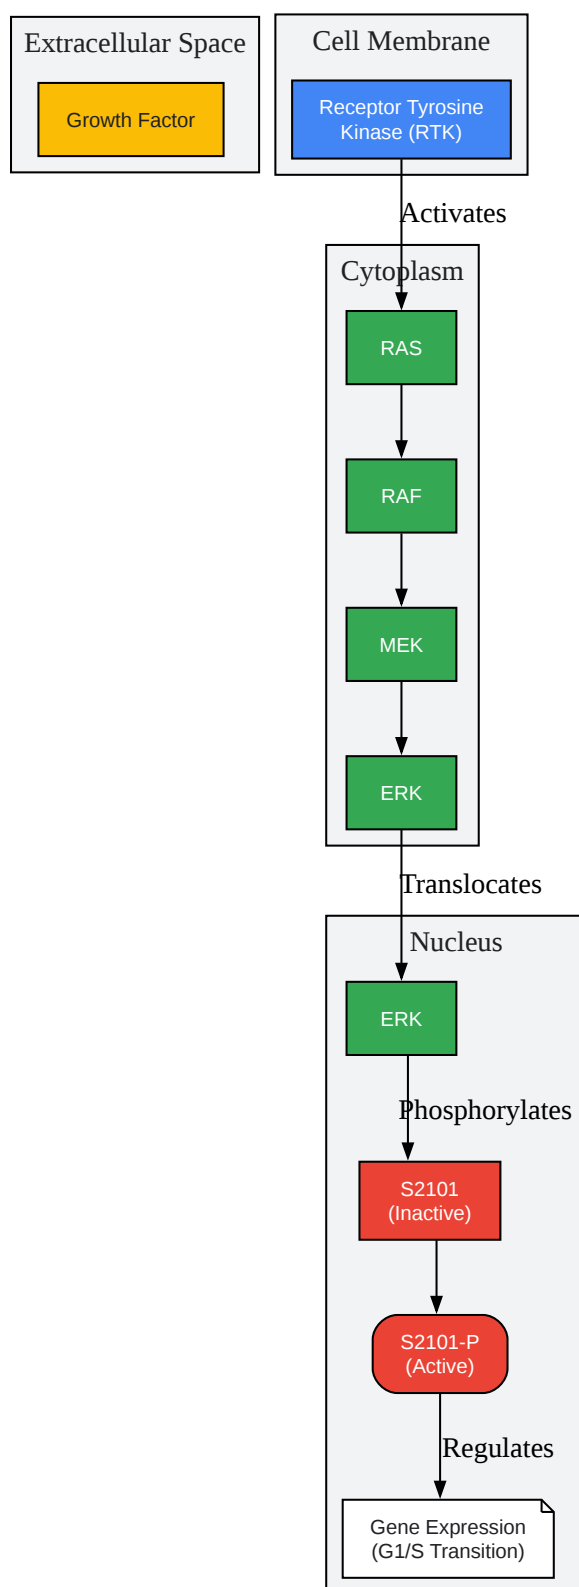 Extracellular Space
Growth Factor
Cell Membrane
Receptor Tyrosine
Kinase (RTK)
Activates
Cytoplasm
RAS
RAF
MEK
ERK
Translocates
Nucleus
ERK
Phosphorylates
S2101
(Inactive)
S2101-P
(Active)
Regulates
Gene Expression
(G1/S Transition)